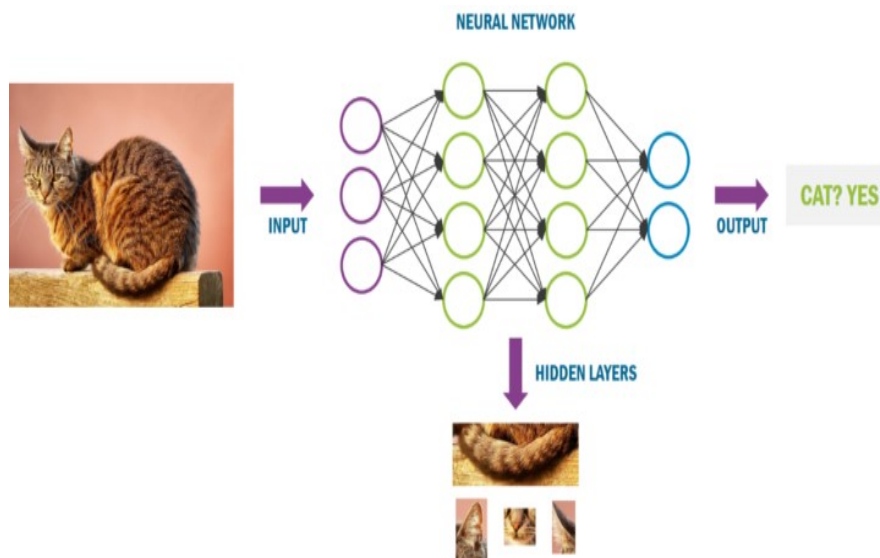 NEURAL NETWORK
INPUT
OUTPUT
CAT? YES
HIDDEN LAYERS